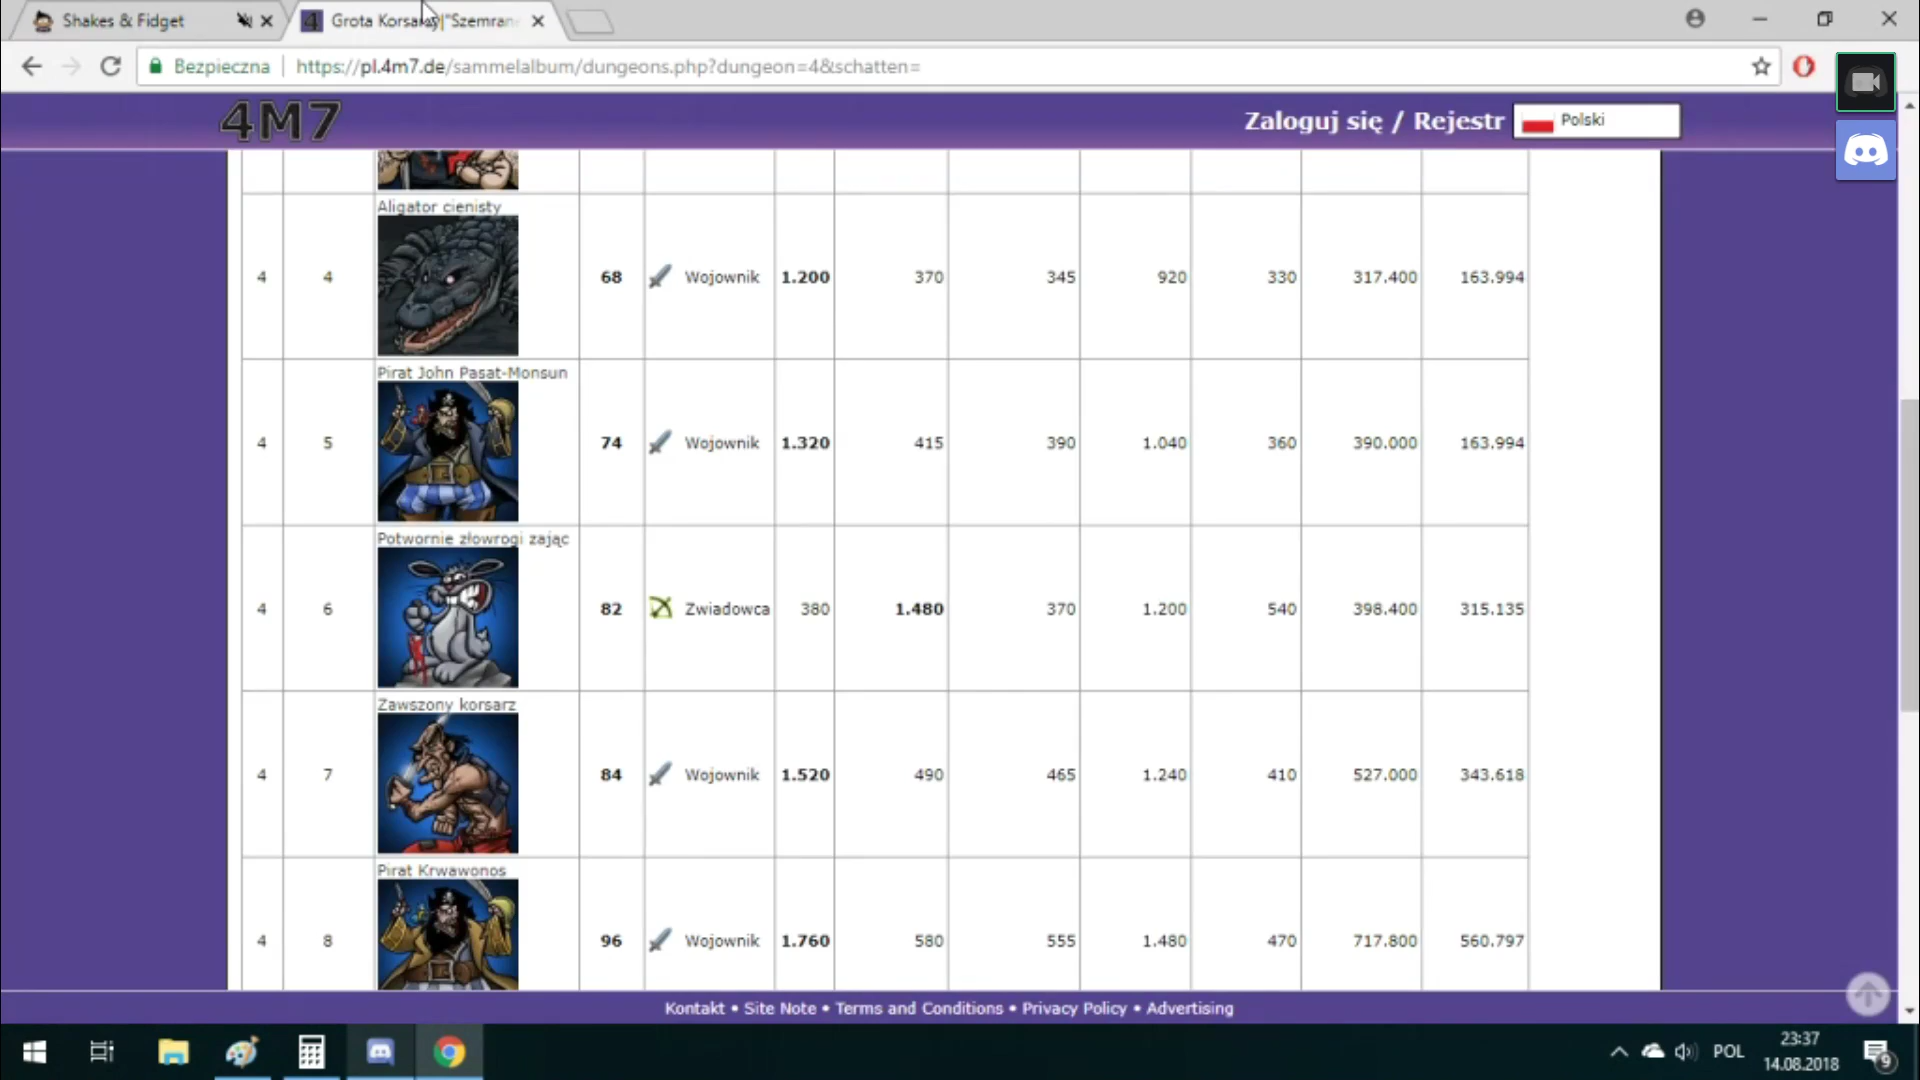 Shakes & Fidget
Grota Korsarzy "Szemran
Bezpieczna
https://pl.4m7.de/sammelalbum/dungeons.php?dungeon=4&schatten=
4M7
Zaloguj się / Rejestr
Polski
Aligator cienisty
4 4 68 Wojownik 1.200 370 345 920 330 317.400 163.994
Pirat John Pasat-Monsun
4 5 74 Wojownik 1.320 415 390 1.040 360 390.000 163.994
Potwornie złowrogi zając
4 6 82 Zwiadowca 380 1.480 370 1.200 540 398.400 315.135
Zawszony korsarz
4 7 84 Wojownik 1.520 490 465 1.240 410 527.000 343.618
Pirat Krwawonos
4 8 96 Wojownik 1.760 580 555 1.480 470 717.800 560.797
Kontakt • Site Note • Terms and Conditions • Privacy Policy • Advertising
POL
23:37
14.08.2018
9